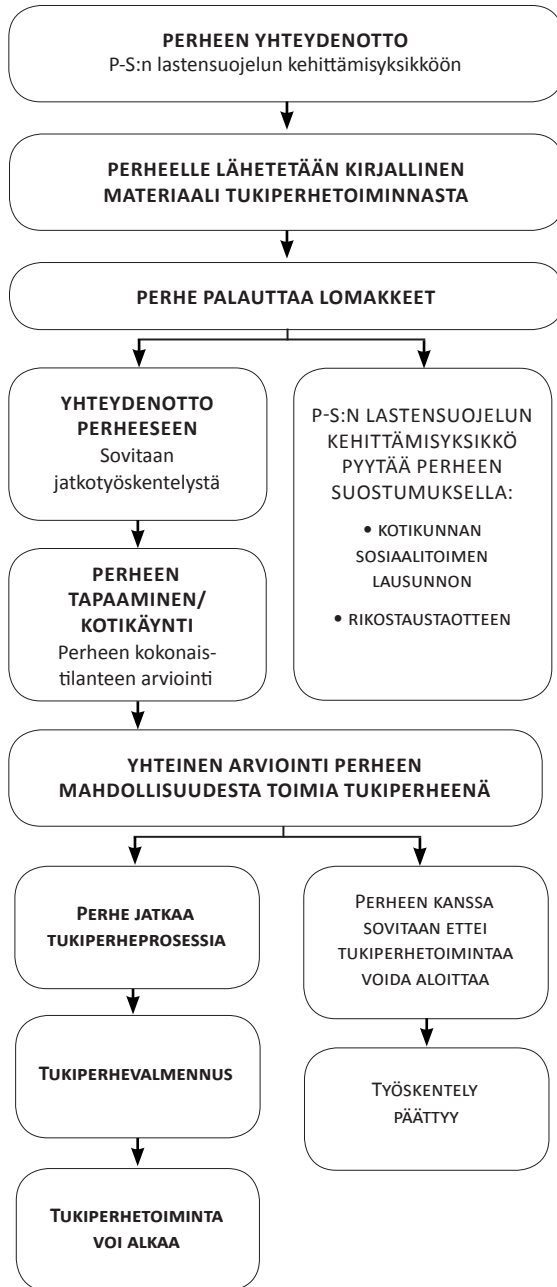 PERHEEN YHTEYDENOTTO
P-S:n lastensuojelun kehittämisyksikköön
PERHEELLE LÄHETETÄÄN KIRJALLINEN
MATERIAALI TUKIPERHETOIMINNASTA
PERHE PALAUTTAA LOMAKKEET
YHTEYDENOTTO
PERHEESEEN
Sovitaan
jatkotyöskentelystä
PERHEEN
TAPAAMINEN/
KOTIKÄYNTI
Perheen kokonais-
tilanteen arviointi
P-S:N LASTENSUOJELUN
KEHITTÄMISYKSIKKÖ
PYYTÄÄ PERHEEN
SUOSTUMUKSELLA:
• KOTIKUNNAN
SOSIAALITOIMEN
LAUSUNNON
• RIKOSTAUSTAOTTEEN
YHTEINEN ARVIOINTI PERHEEN
MAHDOLLISUUDESTA TOIMIA TUKIPERHEENÄ
PERHE JATKAA
TUKIPERHEPROSESSIA
TUKIPERHEVALMENNUS
TUKIPERHETOIMINTA
VOI ALKAA
PERHEEN KANSSA
SOVITAAN ETTEI
TUKIPERHETOIMINTAA
VOIDA ALOITTAA
TYÖSKENTELY
PÄÄTTYY